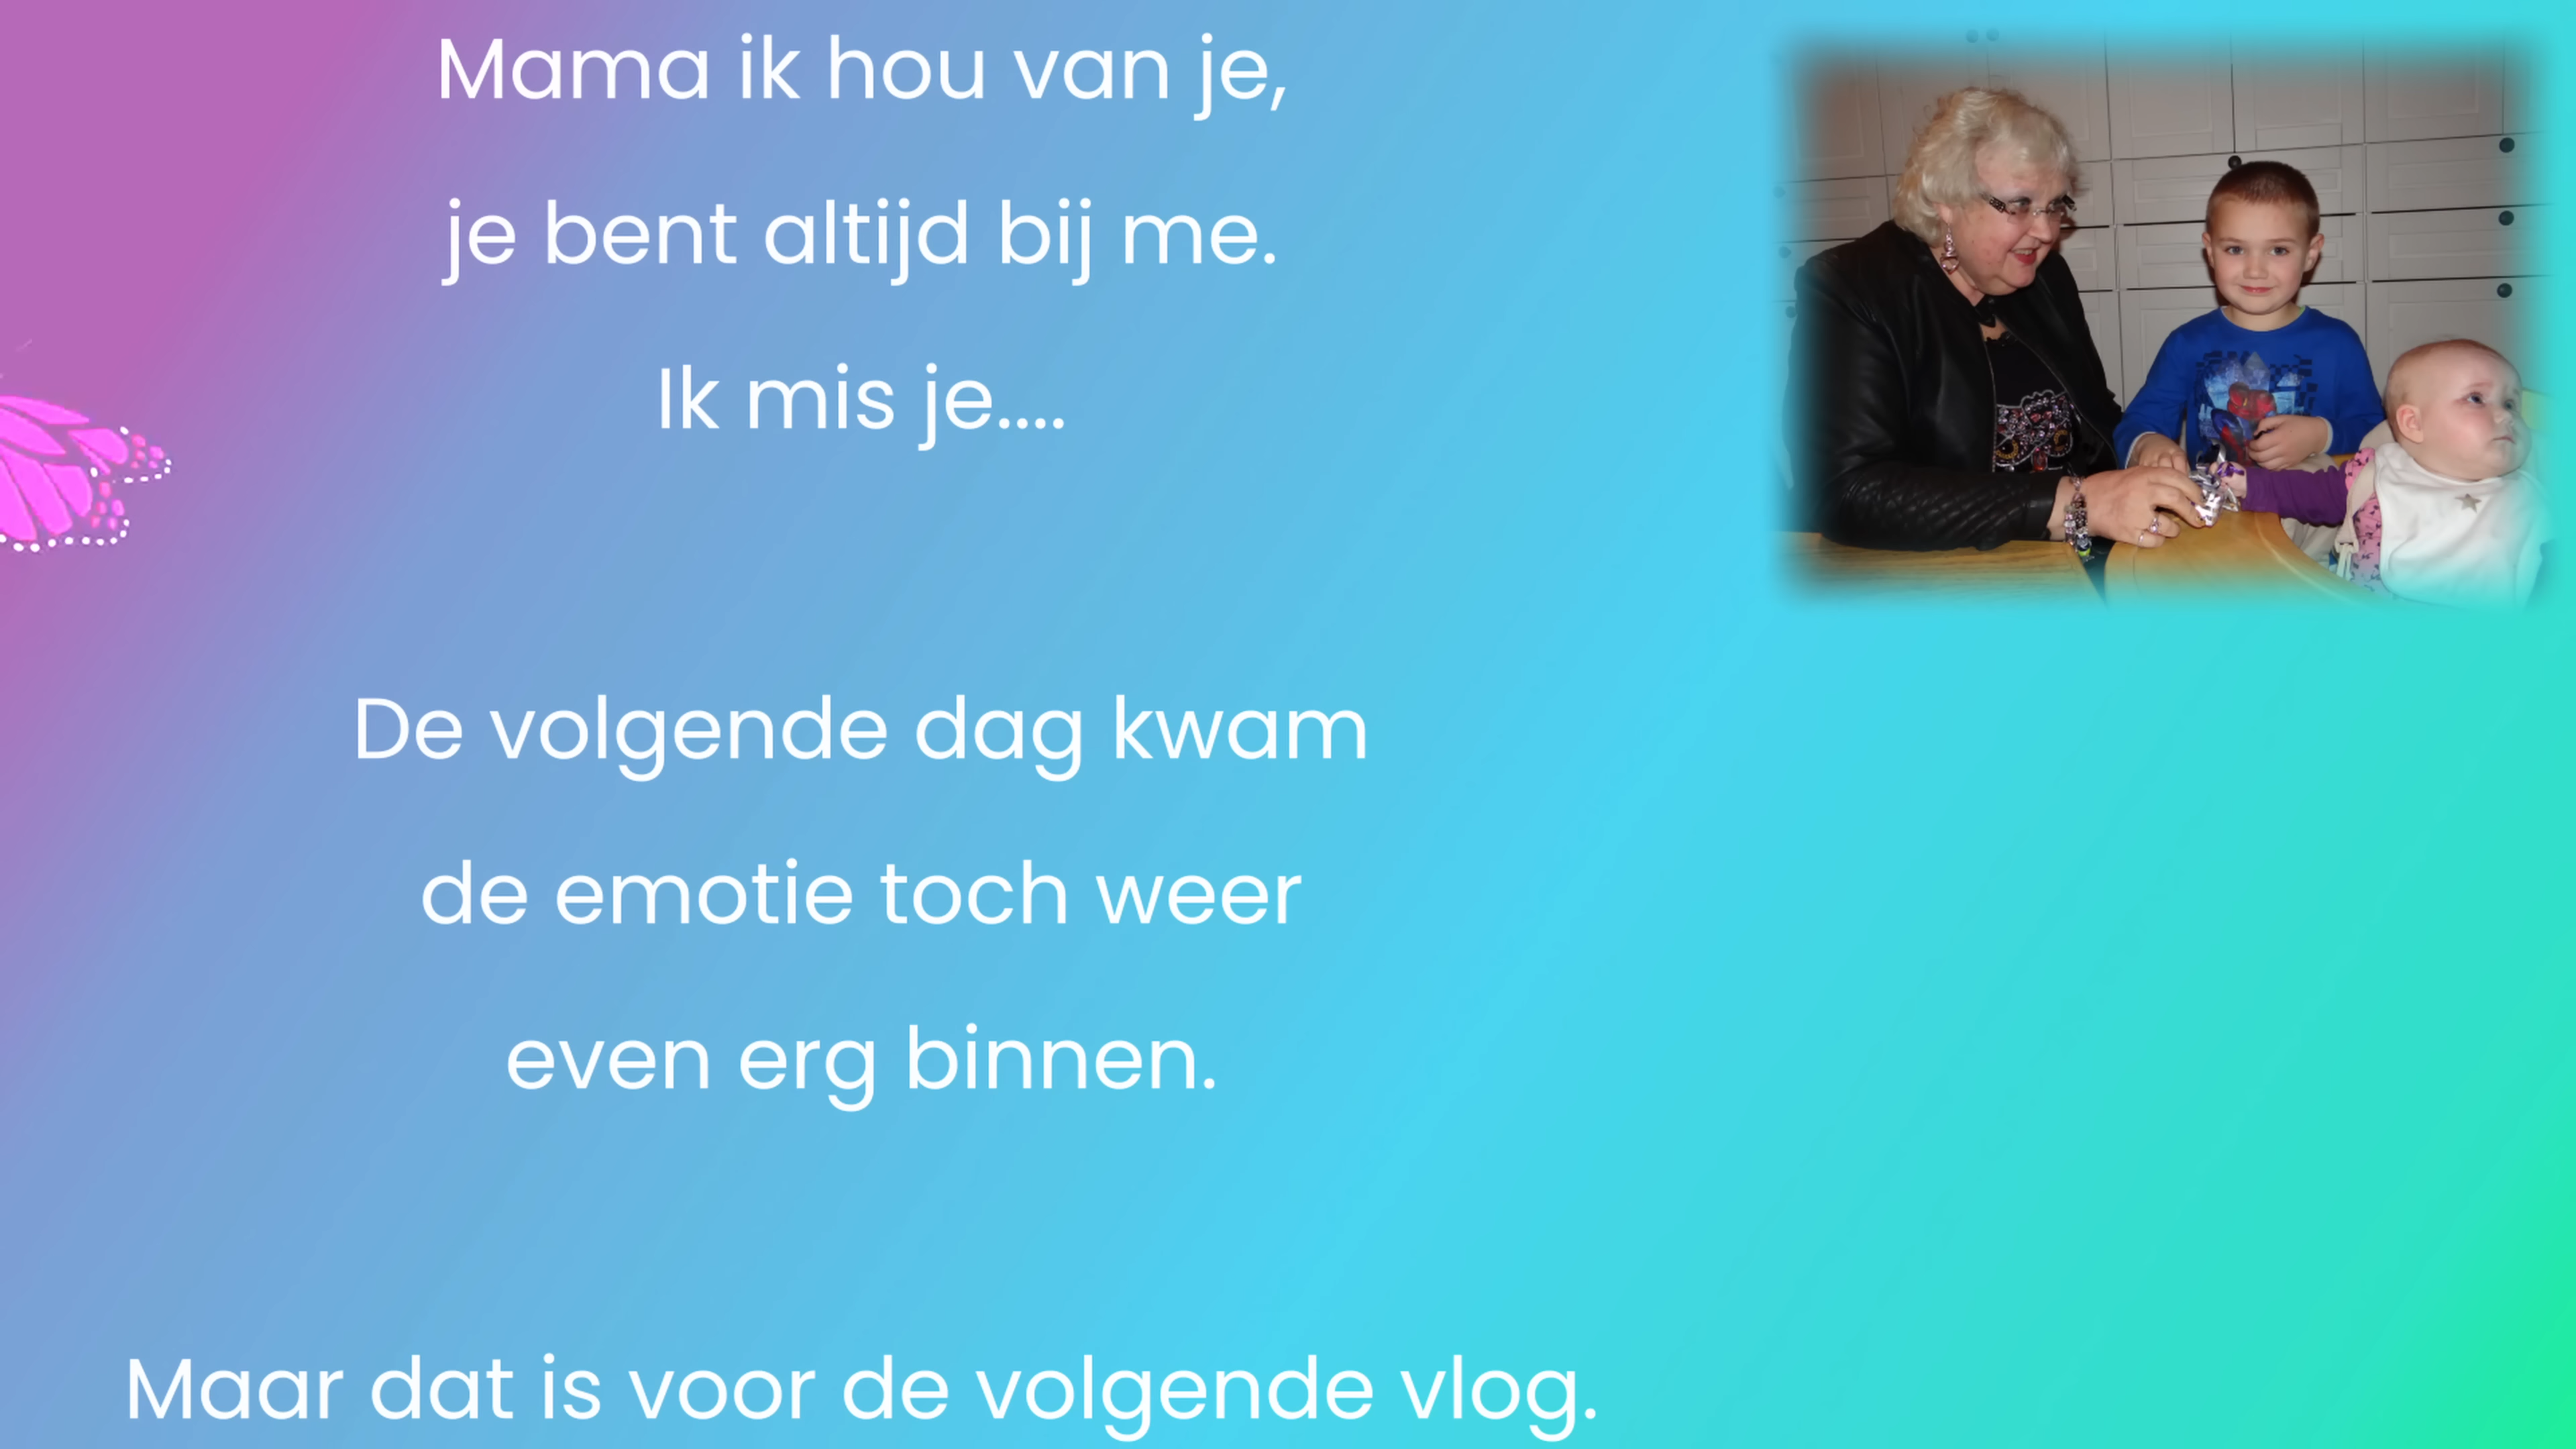 Mama ik hou van je,
je bent altijd bij me.
Ik mis je....
De volgende dag kwam
de emotie toch weer
even erg binnen.
Maar dat is voor de volgende vlog.